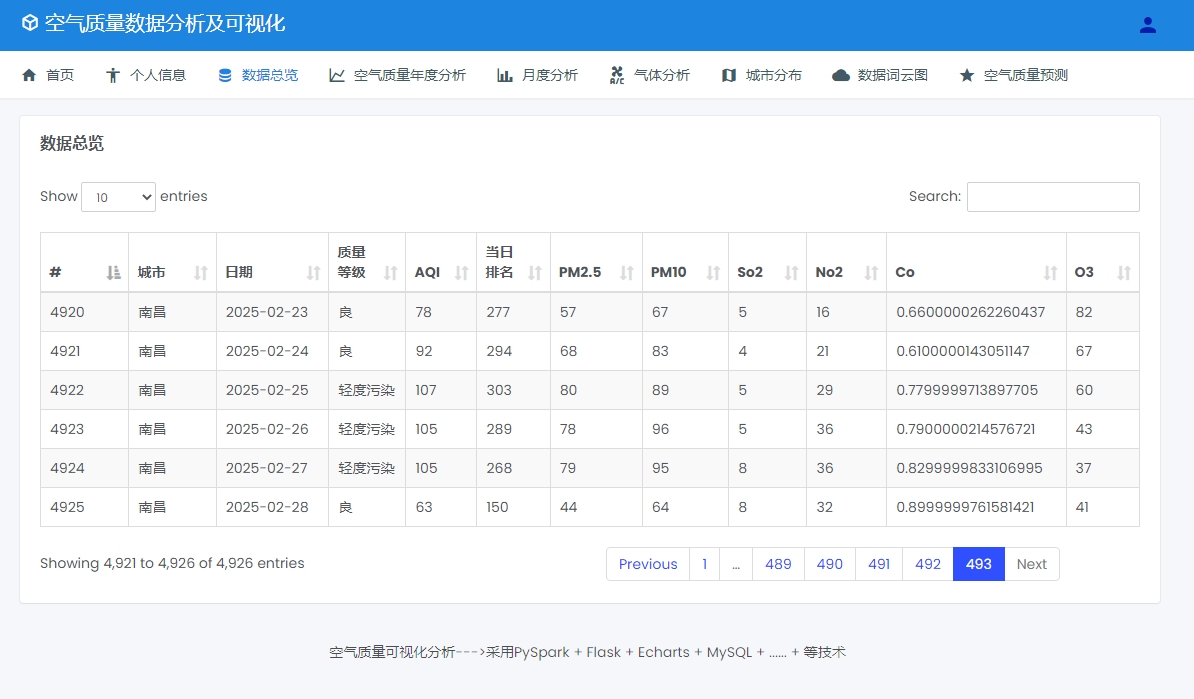 空气质量数据分析及可视化
首页 个人信息 数据总览 空气质量年度分析 月度分析 A/C 气体分析 城市分布 数据词云图 空气质量预测
数据总览
Show 10 entries Search:
# 城市 日期 质量等级 AQI 当日排名 PM2.5 PM10 So2 No2 Co O3
4920 南昌 2025-02-23 良 78 277 57 67 5 16 0.6600000262260437 82
4921 南昌 2025-02-24 良 92 294 68 83 4 21 0.6100000143051147 67
4922 南昌 2025-02-25 轻度污染 107 303 80 89 5 29 0.7799999713897705 60
4923 南昌 2025-02-26 轻度污染 105 289 78 96 5 36 0.7900000214576721 43
4924 南昌 2025-02-27 轻度污染 105 268 79 95 8 36 0.8299999833106995 37
4925 南昌 2025-02-28 良 63 150 44 64 8 32 0.8999999761581421 41
Showing 4,921 to 4,926 of 4,926 entries Previous 1 ... 489 490 491 492 493 Next
空气质量可视化分析--->采用PySpark + Flask + Echarts + MySQL + ...... + 等技术